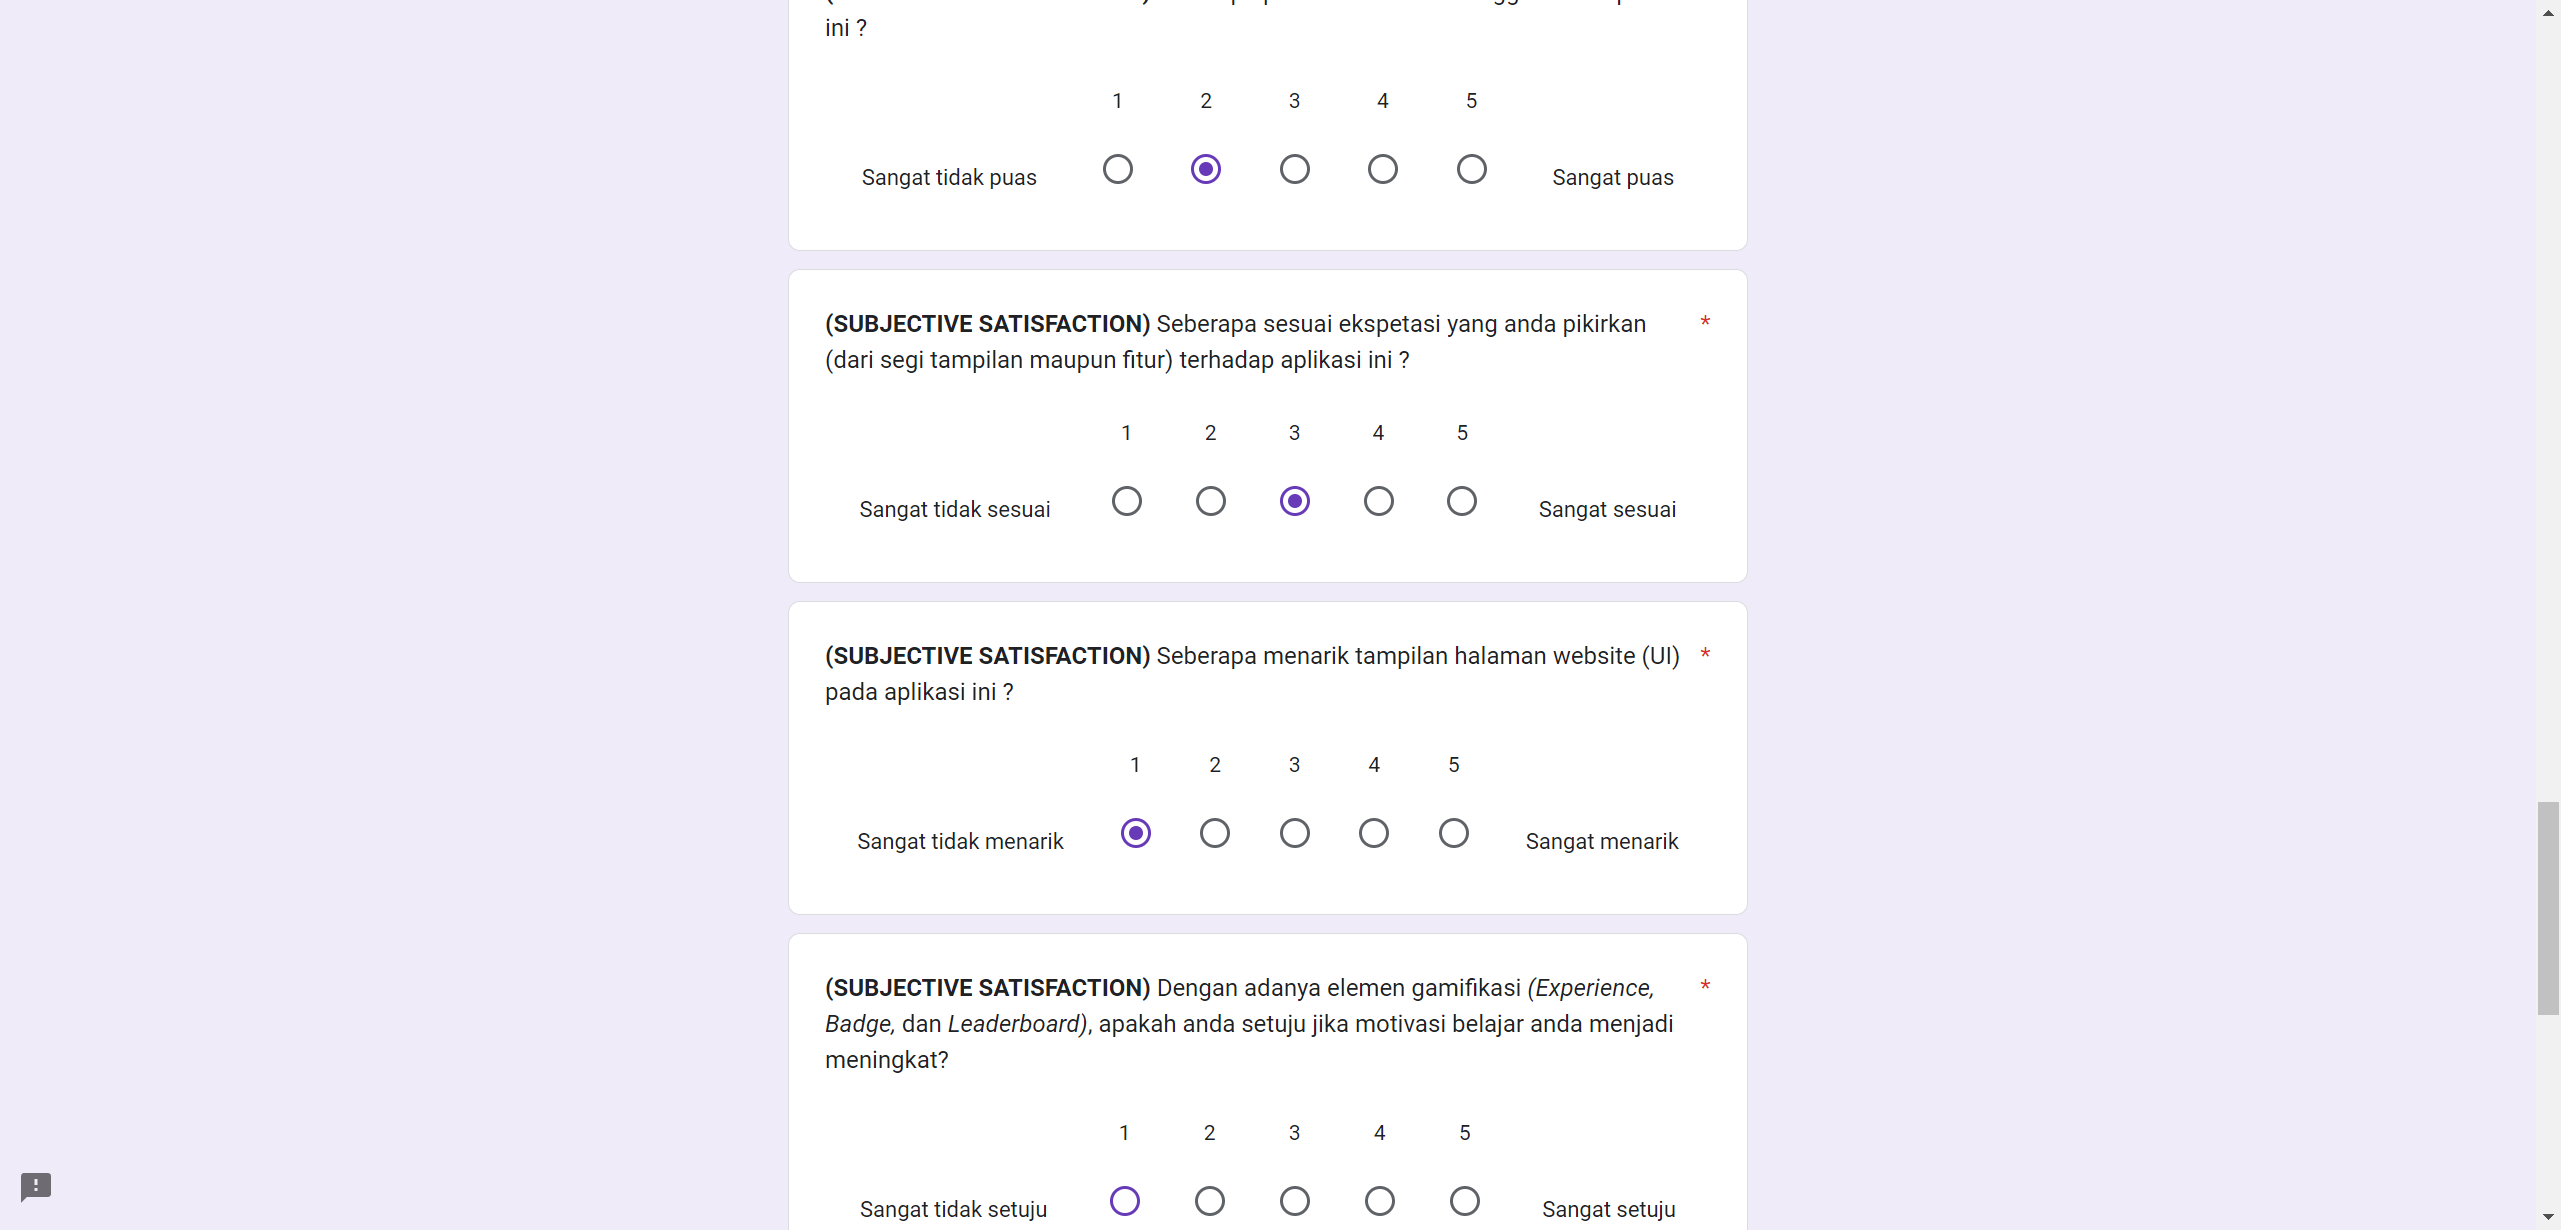 ini ?
1 2 3 4 5
Sangat tidak puas Sangat puas
(SUBJECTIVE SATISFACTION) Seberapa sesuai ekspetasi yang anda pikirkan *
(dari segi tampilan maupun fitur) terhadap aplikasi ini ?
1 2 3 4 5
Sangat tidak sesuai Sangat sesuai
(SUBJECTIVE SATISFACTION) Seberapa menarik tampilan halaman website (UI) *
pada aplikasi ini ?
1 2 3 4 5
Sangat tidak menarik Sangat menarik
(SUBJECTIVE SATISFACTION) Dengan adanya elemen gamifikasi (Experience, *
Badge, dan Leaderboard), apakah anda setuju jika motivasi belajar anda menjadi
meningkat?
1 2 3 4 5
Sangat tidak setuju Sangat setuju